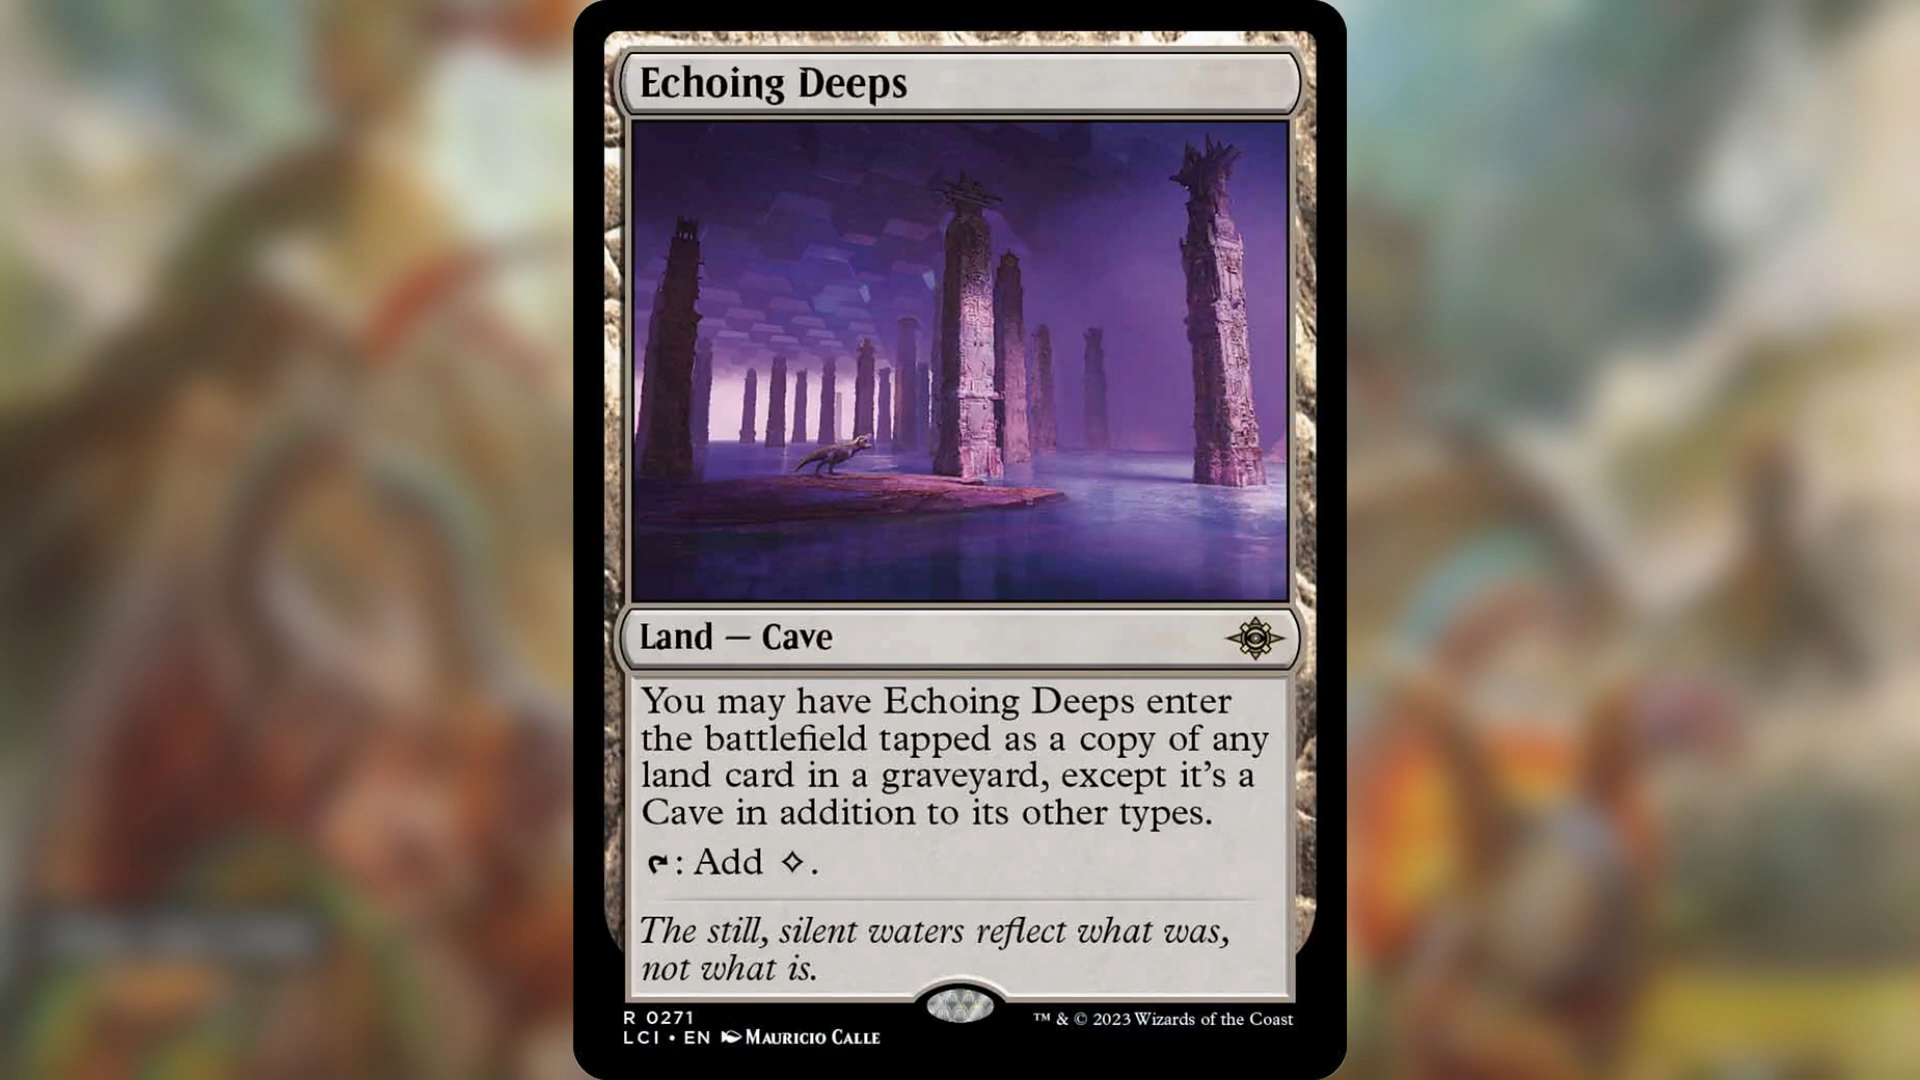 Echoing Deeps
Land — Cave
You may have Echoing Deeps enter
the battlefield tapped as a copy of any
land card in a graveyard, except it's a
Cave in addition to its other types.
: Add .
The still, silent waters reflect what was,
not what is.
R 0271
LCI • EN Mauricio Calle
™ & © 2023 Wizards of the Coast